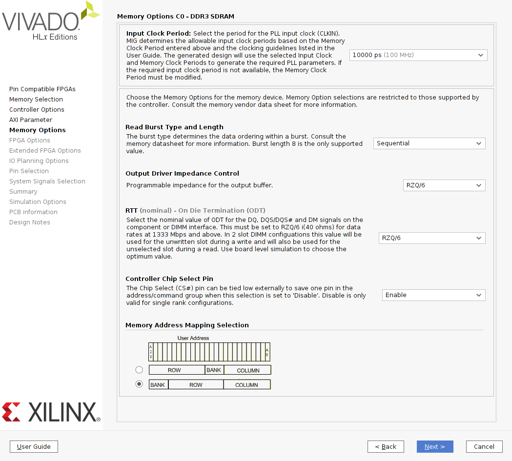 VIVADO
HLx Editions
Pin Compatible FPGAs
Memory Selection
Controller Options
AXI Parameter
Memory Options
FPGA Options
Extended FPGA Options
IO Planning Options
Pin Selection
System Signals Selection
Summary
Simulation Options
PCB Information
Design Notes
XILINX
Memory Options C0 - DDR3 SDRAM
Input Clock Period: Select the period for the PLL input clock (CLKIN).
MIG determines the allowable input clock periods based on the Memory
Clock Period entered above and the clocking guidelines listed in the
User Guide. The generated design will use the selected Input Clock
and Memory Clock Periods to generate the required PLL parameters. If
the required input clock period is not available, the Memory Clock
Period must be modified.
10000 ps (100 MHz)
Choose the Memory Options for the memory device. Memory Option selections are restricted to those supported by
the controller. Consult the memory vendor data sheet for more information.
Read Burst Type and Length
The burst type determines the data ordering within a burst. Consult the
memory datasheet for more information. Burst length 8 is the only supported
value.
Sequential
Output Driver Impedance Control
Programmable impedance for the output buffer.
RZQ/6
RTT (nominal) - On Die Termination (ODT)
Select the nominal value of ODT for the DQ, DQS/DQS# and DM signals on the
component or DIMM interface. This must be set to RZQ/6 i(40 ohms) for data
rates at 1333 Mbps and above. In 2 slot DIMM configuations this value will be
used for the unwritten slot during a write and will also be used for the
unselected slot during a read. Use board level simulation to choose the
optimum value.
RZQ/6
Controller Chip Select Pin
The Chip Select (CS#) pin can be tied low externally to save one pin in the
address/command group when this selection is set to 'Disable'. Disable is only
valid for single rank configurations.
Enable
Memory Address Mapping Selection
User Address
ROW BANK COLUMN
BANK ROW COLUMN
User Guide
< Back
Next >
Cancel